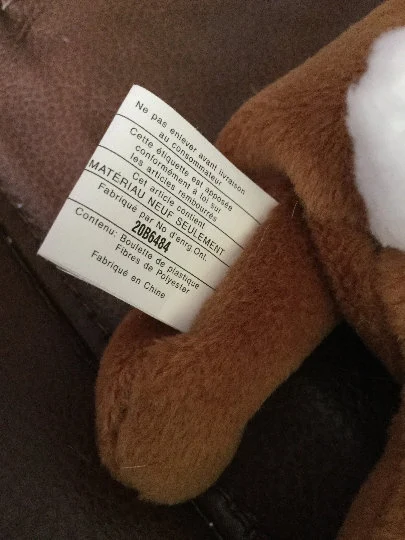 Ne pas enlever avant livraison
au consommateur
Cette étiquette est apposée
conformément à loi sur
les articles rembourrés
Cet article contient
MATÉRIAU NEUF SEULEMENT
Fabriqué par No d'enrg Ont.
20B6484
Contenu: Boulette de plastique
Fibres de Polyester
Fabriqué en Chine